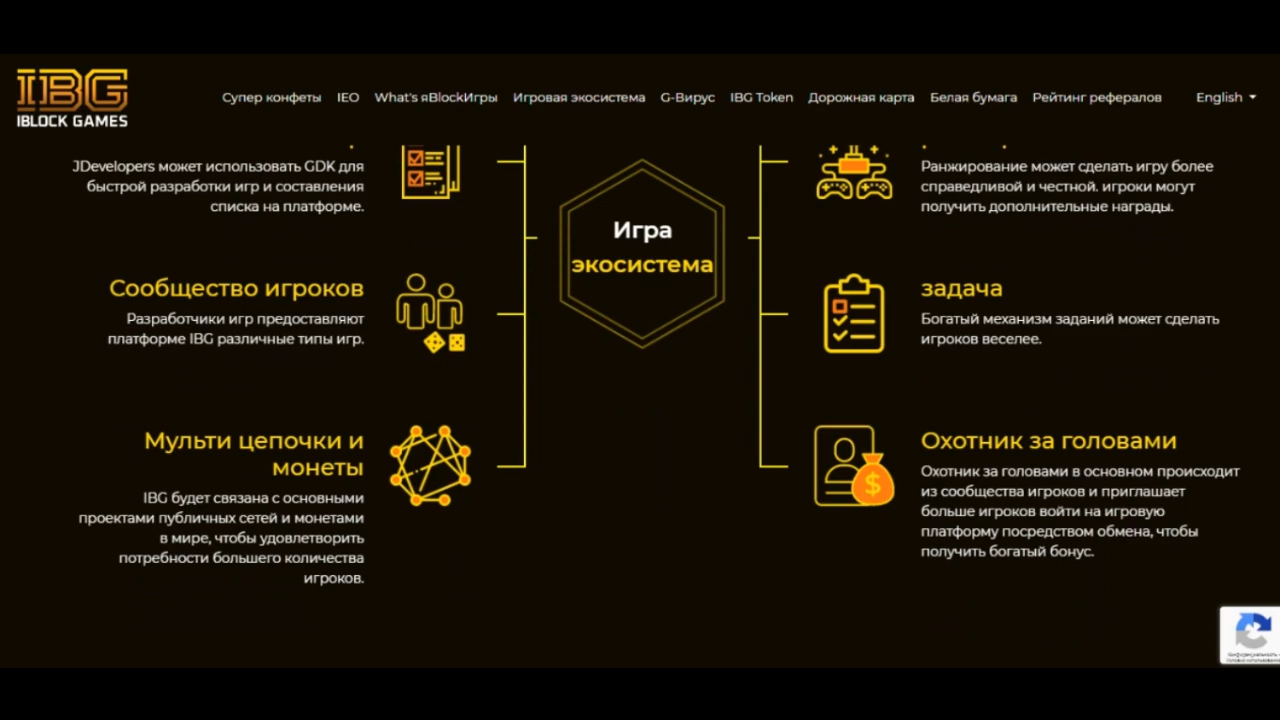 IBG
IBLOCK GAMES
Супер конфеты IEO What's яBlockИгры Игровая экосистема G-Вирус IBG Token Дорожная карта Белая бумага Рейтинг рефералов English
JDevelopers может использовать GDK для
быстрой разработки игр и составления
списка на платформе.
Сообщество игроков
Разработчики игр предоставляют
платформе IBG различные типы игр.
Мульти цепочки и
монеты
IBG будет связана с основными
проектами публичных сетей и монетами
в мире, чтобы удовлетворить
потребности большего количества
игроков.
Игра
экосистема
Ранжирование может сделать игру более
справедливой и честной. игроки могут
получить дополнительные награды.
задача
Богатый механизм заданий может сделать
игроков веселее.
Охотник за головами
Охотник за головами в основном происходит
из сообщества игроков и приглашает
больше игроков войти на игровую
платформу посредством обмена, чтобы
получить богатый бонус.